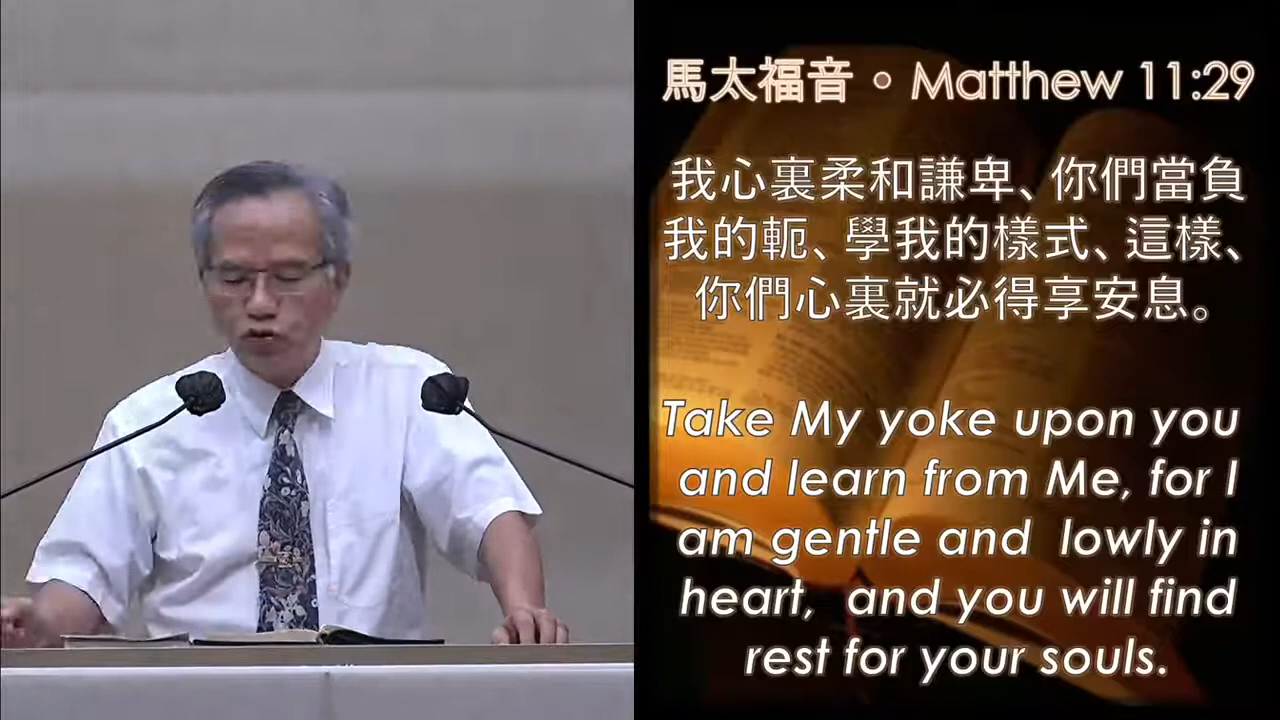 馬太福音。Matthew 11:29
我心裏柔和謙卑、你們當負
我的軛、學我的樣式、這樣、
你們心裏就必得享安息。
Take My yoke upon you
and learn from Me, for I
am gentle and lowly in
heart, and you will find
rest for your souls.